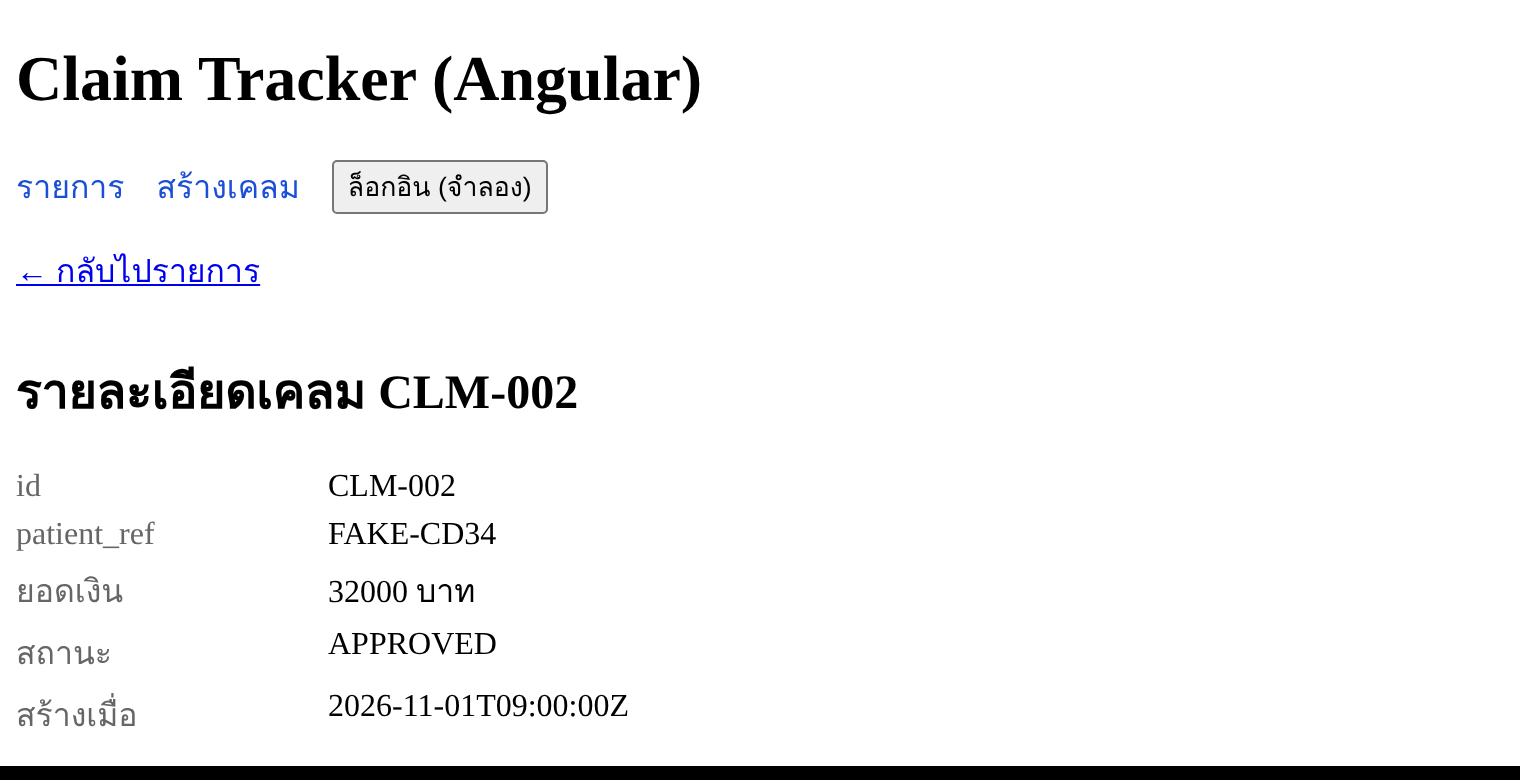 Claim Tracker (Angular)
รายการ สร้างเคลม ล็อกอิน (จำลอง)
← กลับไปรายการ
รายละเอียดเคลม CLM-002
id CLM-002
patient_ref FAKE-CD34
ยอดเงิน 32000 บาท
สถานะ APPROVED
สร้างเมื่อ 2026-11-01T09:00:00Z